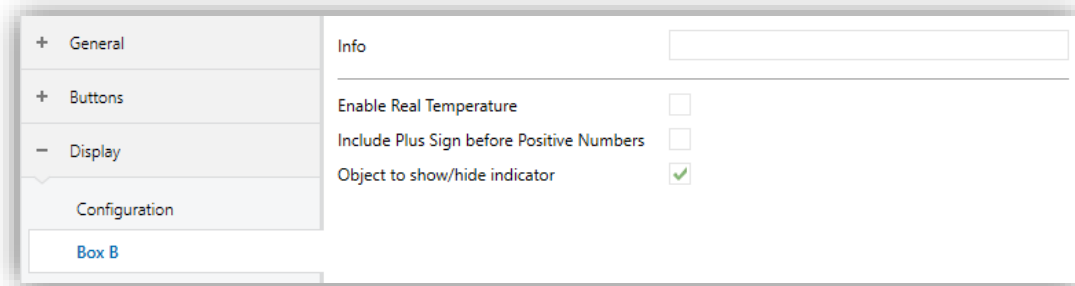 General
Buttons
Display
Configuration
Box B
Info
Enable Real Temperature
Include Plus Sign before Positive Numbers
Object to show/hide indicator